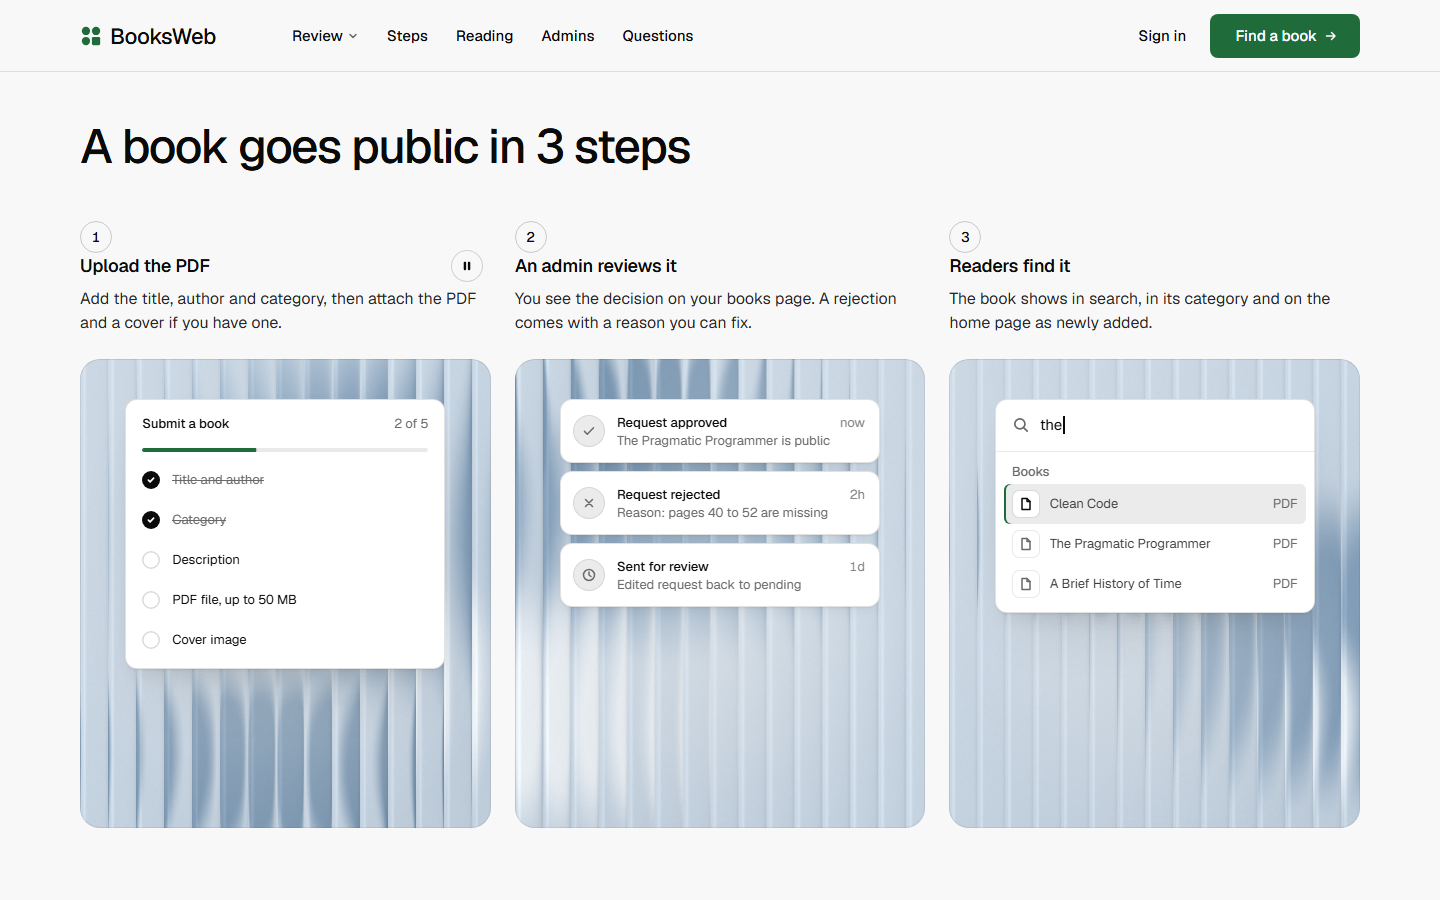 BooksWeb
Review
Steps
Reading
Admins
Questions
Sign in
Find a book
A book goes public in 3 steps
1
Upload the PDF
Add the title, author and category, then attach the PDF
and a cover if you have one.
2
An admin reviews it
You see the decision on your books page. A rejection
comes with a reason you can fix.
3
Readers find it
The book shows in search, in its category and on the
home page as newly added.
Submit a book
2 of 5
Title and author
Category
Description
PDF file, up to 50 MB
Cover image
Request approved
now
The Pragmatic Programmer is public
Request rejected
2h
Reason: pages 40 to 52 are missing
Sent for review
1d
Edited request back to pending
the
Books
Clean Code
PDF
The Pragmatic Programmer
PDF
A Brief History of Time
PDF